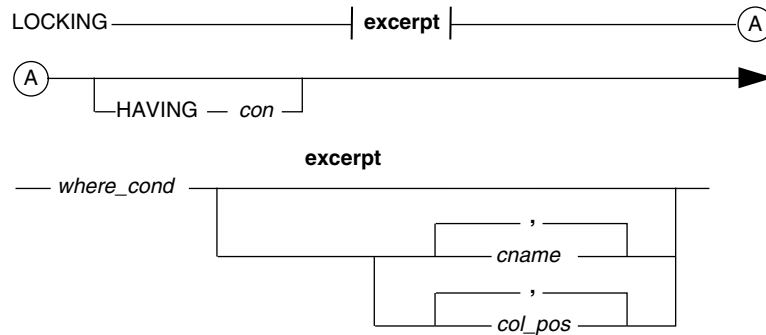 LOCKING excerpt A
A
HAVING con
excerpt
where_cond
,
cname
,
col_pos